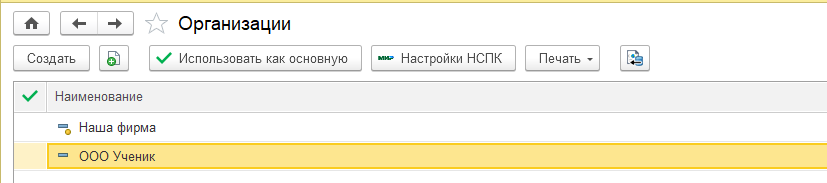 Организации
Создать Использовать как основную МИР Настройки НСПК Печать
Наименование
Наша фирма
ООО Ученик